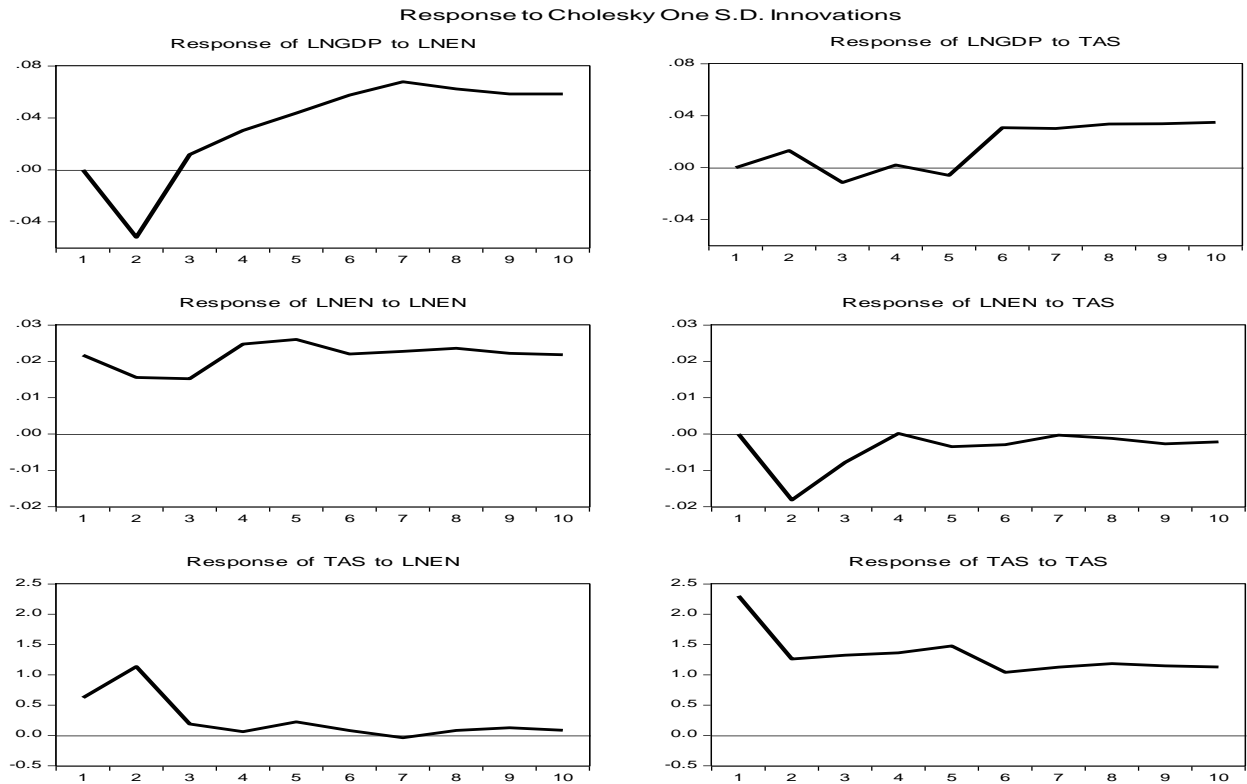 Response to Cholesky One S.D. Innovations
Response of LNGDP to LNEN
.08
.04
.00
-.04
1 2 3 4 5 6 7 8 9 10
Response of LNGDP to TAS
.08
.04
.00
-.04
1 2 3 4 5 6 7 8 9 10
Response of LNEN to LNEN
.03
.02
.01
.00
-.01
-.02
1 2 3 4 5 6 7 8 9 10
Response of LNEN to TAS
.03
.02
.01
.00
-.01
-.02
1 2 3 4 5 6 7 8 9 10
Response of TAS to LNEN
2.5
2.0
1.5
1.0
0.5
0.0
-0.5
1 2 3 4 5 6 7 8 9 10
Response of TAS to TAS
2.5
2.0
1.5
1.0
0.5
0.0
-0.5
1 2 3 4 5 6 7 8 9 10